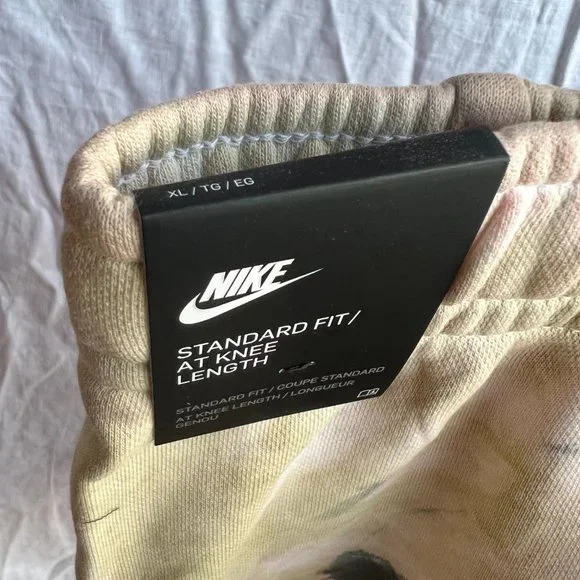 XL / TG / EG
NIKE
STANDARD FIT /
AT KNEE
LENGTH
STANDARD FIT / COUPE STANDARD
AT KNEE LENGTH / LONGUEUR
GENOU